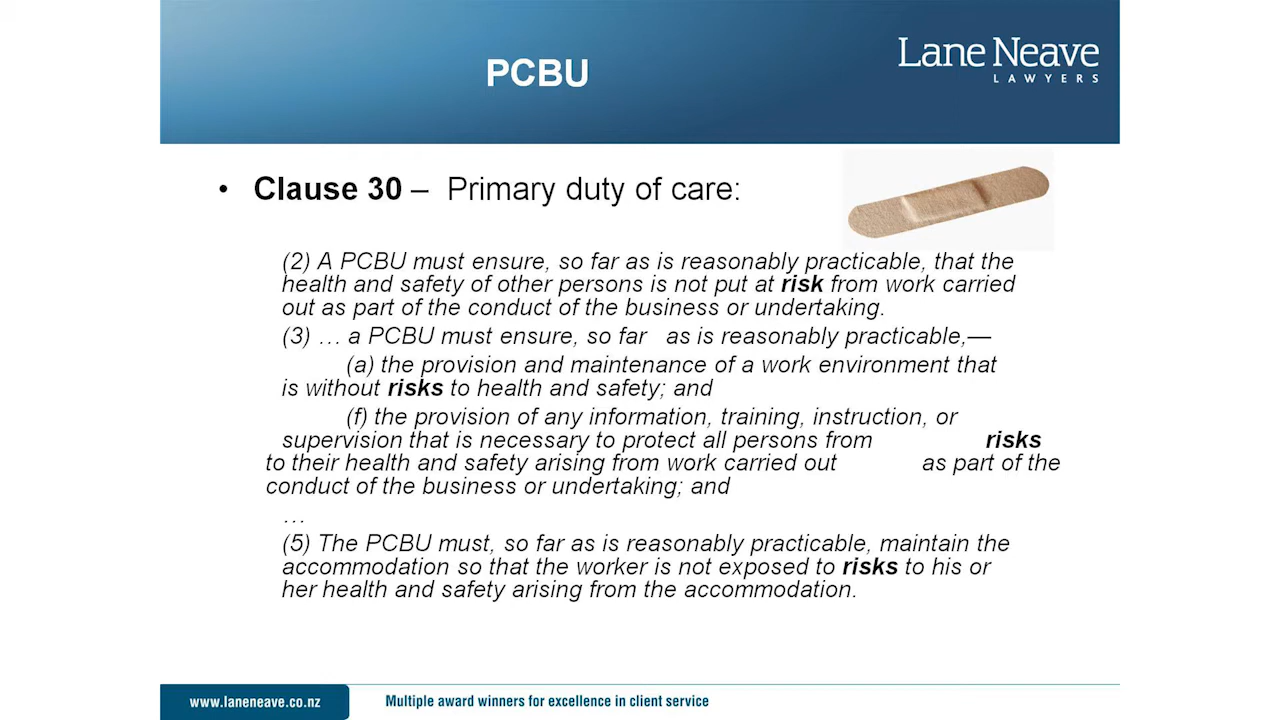 PCBU
Lane Neave
LAWYERS
• Clause 30 – Primary duty of care:
(2) A PCBU must ensure, so far as is reasonably practicable, that the
health and safety of other persons is not put at risk from work carried
out as part of the conduct of the business or undertaking.
(3) … a PCBU must ensure, so far as is reasonably practicable,—
(a) the provision and maintenance of a work environment that
is without risks to health and safety; and
(f) the provision of any information, training, instruction, or
supervision that is necessary to protect all persons from risks
to their health and safety arising from work carried out as part of the
conduct of the business or undertaking; and
…
(5) The PCBU must, so far as is reasonably practicable, maintain the
accommodation so that the worker is not exposed to risks to his or
her health and safety arising from the accommodation.
www.laneneave.co.nz
Multiple award winners for excellence in client service